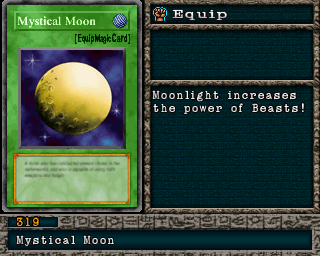 Mystical Moon
[EquipMagicCard]
Equip
Moonlight increases
the power of Beasts!
319
Mystical Moon